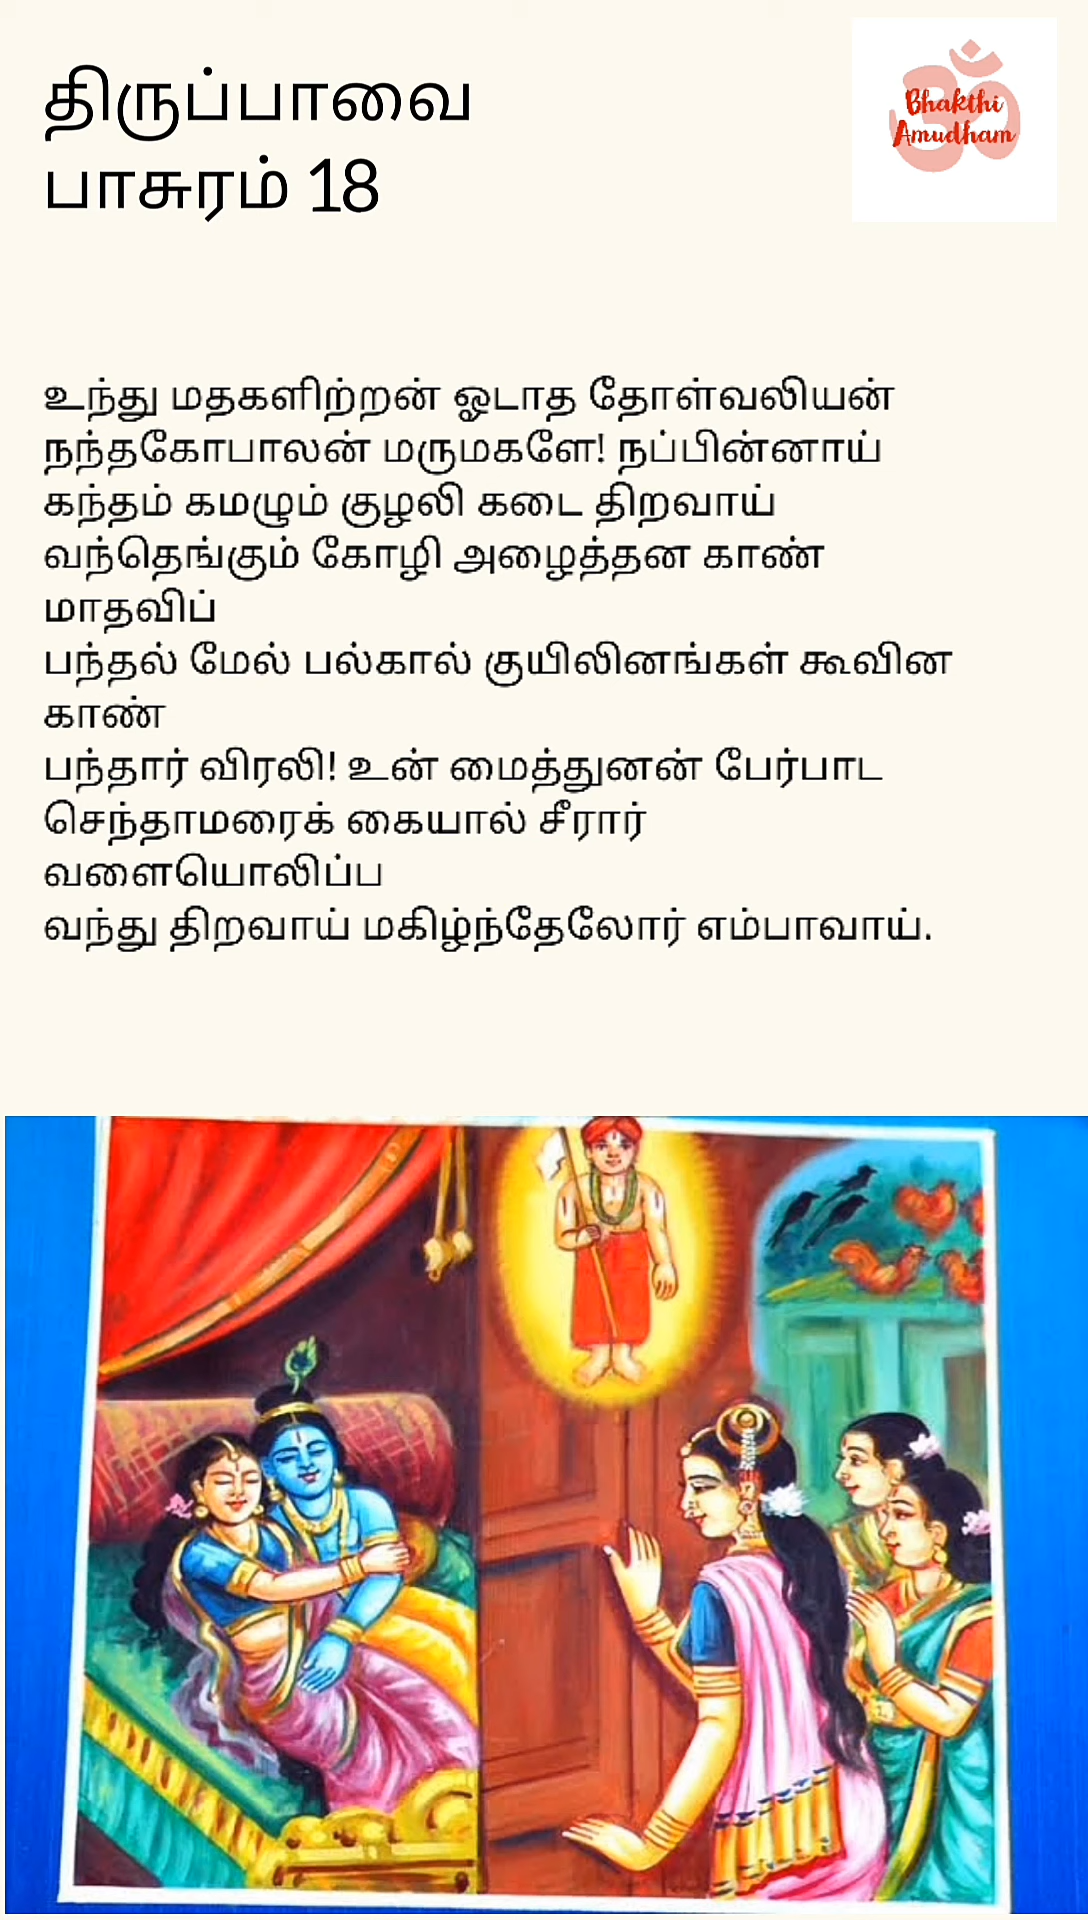 திருப்பாவை
பாசுரம் 18
Bhakthi
Amudham
உந்து மதகளிற்றன் ஓடாத தோள்வலியன்
நந்தகோபாலன் மருமகளே! நப்பின்னாய்
கந்தம் கமழும் குழலி கடை திறவாய்
வந்தெங்கும் கோழி அழைத்தன காண்
மாதவிப்
பந்தல் மேல் பல்கால் குயிலினங்கள் கூவின
காண்
பந்தார் விரலி! உன் மைத்துனன் பேர்பாட
செந்தாமரைக் கையால் சீரார்
வளையொலிப்ப
வந்து திறவாய் மகிழ்ந்தேலோர் எம்பாவாய்.